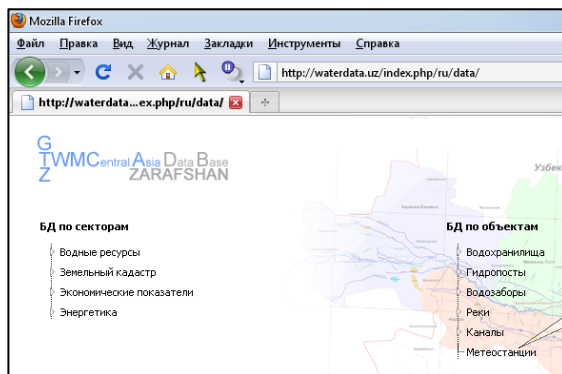 Mozilla Firefox
Файл Правка Вид Журнал Закладки Инструменты Справка
http://waterdata.uz/index.php/ru/data/
http://waterdata...ex.php/ru/data/
GTZ
TWMCentral Asia Data Base
ZARAFSHAN
Узбек
БД по секторам
Водные ресурсы
Земельный кадастр
Экономические показатели
Энергетика
БД по объектам
Водохранилища
Гидропосты
Водозаборы
Реки
Каналы
Метеостанции